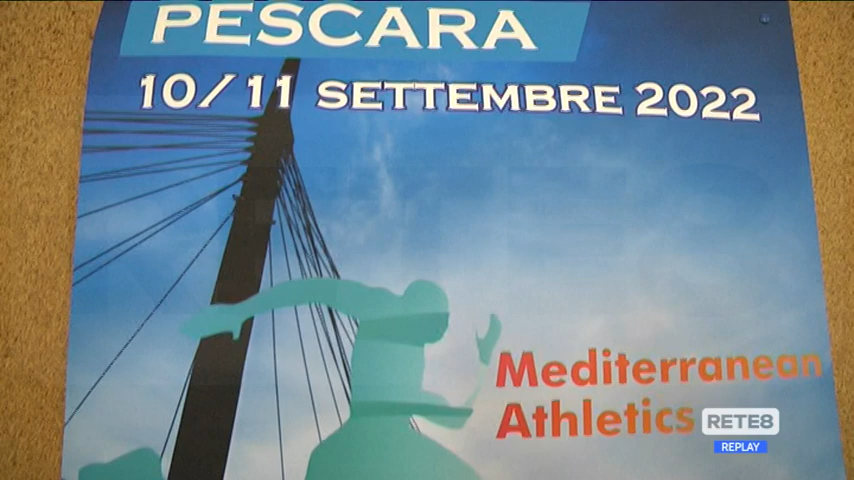 PESCARA
10/11 SETTEMBRE 2022
Mediterranean
Athletics
RETE8
REPLAY